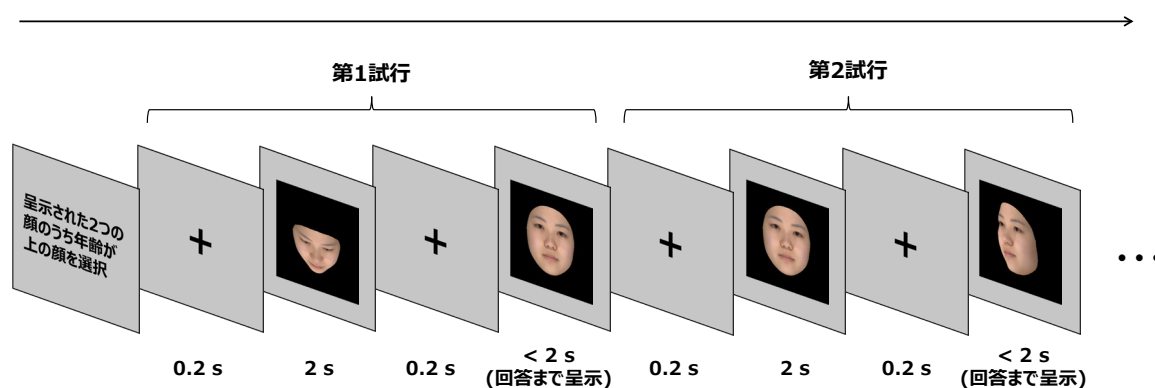 第1試行
第2試行
呈示された2つの
顔のうち年齢が
上の顔を選択
+
+
+
+
...
0.2 s
2 s
0.2 s
< 2 s
(回答まで呈示)
0.2 s
2 s
0.2 s
< 2 s
(回答まで呈示)